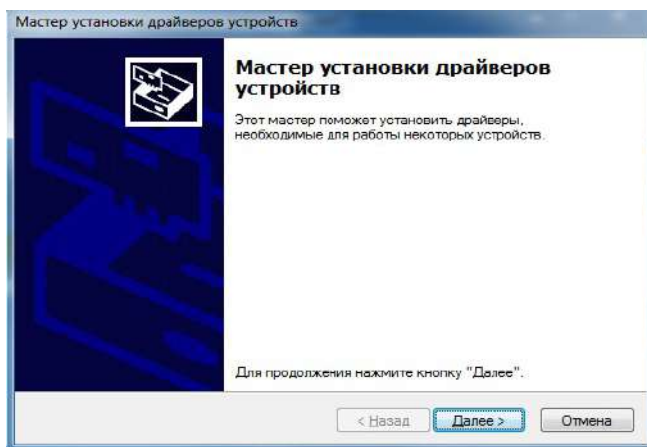 Мастер установки драйверов устройств
Мастер установки драйверов
устройств
Этот мастер поможет установить драйверы,
необходимые для работы некоторых устройств.
Для продолжения нажмите кнопку "Далее".
< Назад
Далее >
Отмена